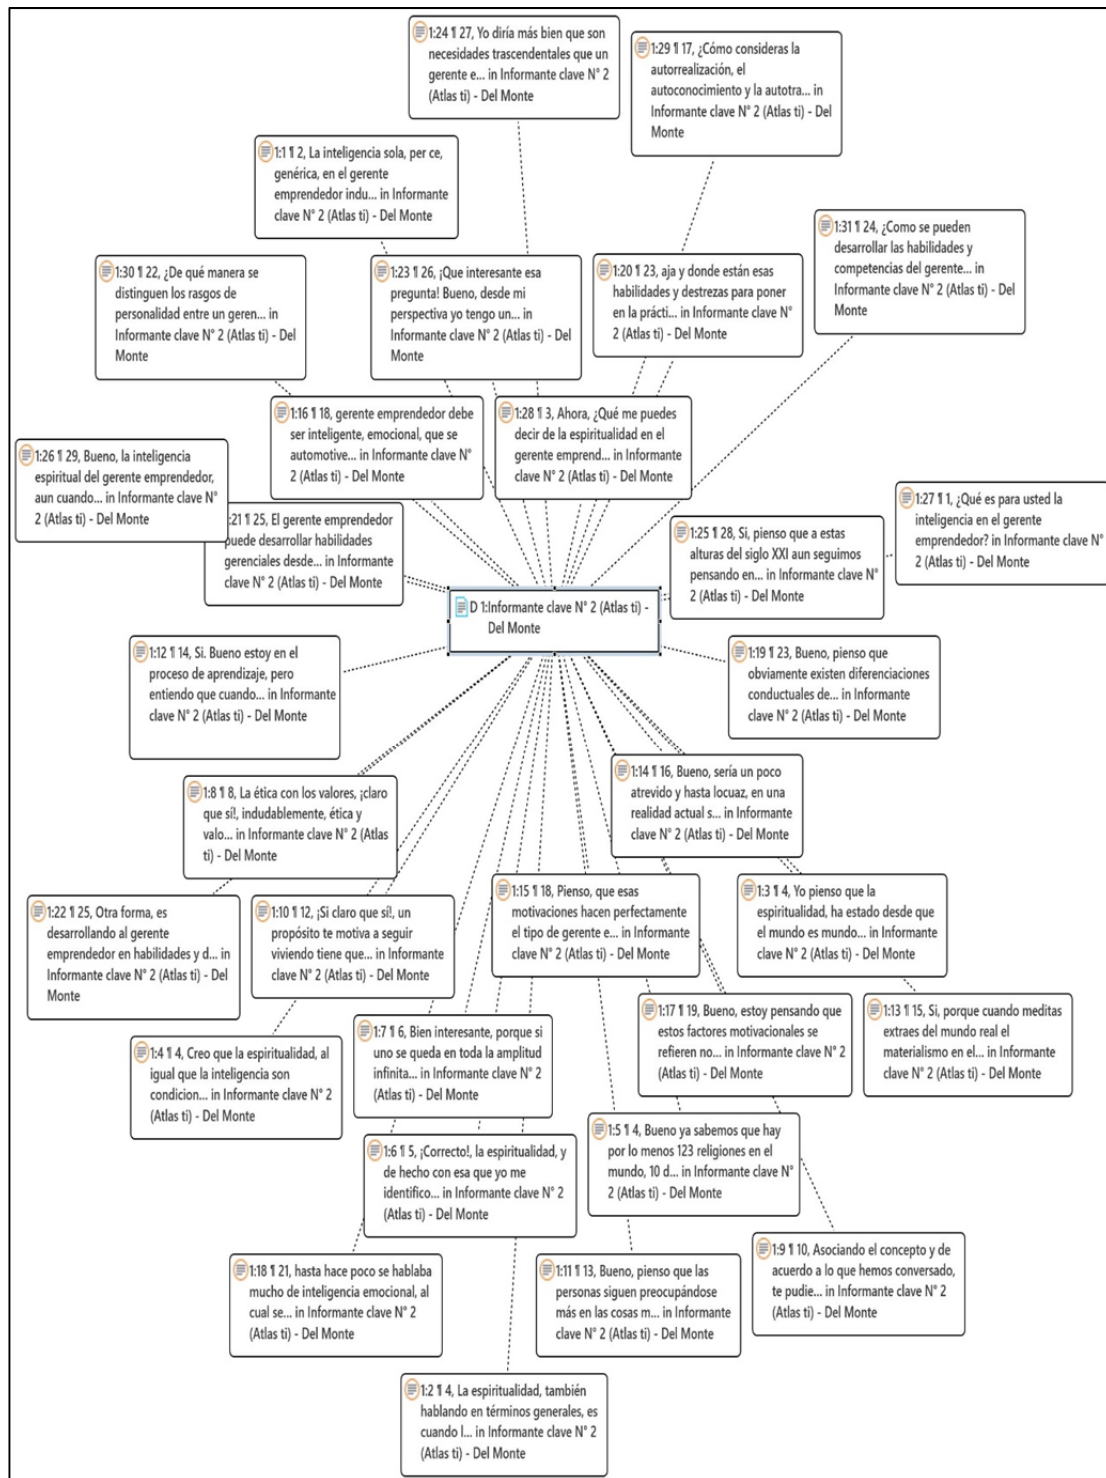 1:24 ¶ 27, Yo diría más bien que son
necesidades trascendentales que un
gerente e... in Informante clave N° 2
(Atlas ti) - Del Monte
1:29 ¶ 17, ¿Cómo consideras la
autorrealización, el
autoconocimiento y la autotra... in
Informante clave N° 2 (Atlas ti) - Del
Monte
1:1 ¶ 2, La inteligencia sola, per ce,
genérica, en el gerente
emprendedor indu... in Informante
clave N° 2 (Atlas ti) - Del Monte
1:31 ¶ 24, ¿Como se pueden
desarrollar las habilidades y
competencias del gerente... in
Informante clave N° 2 (Atlas ti) - Del
Monte
1:30 ¶ 22, ¿De qué manera se
distinguen los rasgos de
personalidad entre un geren... in
Informante clave N° 2 (Atlas ti) - Del
Monte
1:23 ¶ 26, ¡Que interesante esa
pregunta! Bueno, desde mi
perspectiva yo tengo un... in
Informante clave N° 2 (Atlas ti) - Del
Monte
1:20 ¶ 23, aja y donde están esas
habilidades y destrezas para poner
en la prácti... in Informante clave N°
2 (Atlas ti) - Del Monte
1:16 ¶ 18, gerente emprendedor debe
ser inteligente, emocional, que se
automotive... in Informante clave N°
2 (Atlas ti) - Del Monte
1:28 ¶ 3, Ahora, ¿Qué me puedes
decir de la espiritualidad en el
gerente emprend... in Informante
clave N° 2 (Atlas ti) - Del Monte
1:26 ¶ 29, Bueno, la inteligencia
espiritual del gerente emprendedor,
aun cuando... in Informante clave N°
2 (Atlas ti) - Del Monte
1:27 ¶ 1, ¿Qué es para usted la
inteligencia en el gerente
emprendedor? in Informante clave N°
2 (Atlas ti) - Del Monte
1:21 ¶ 25, El gerente emprendedor
puede desarrollar habilidades
gerenciales desde... in Informante
clave N° 2 (Atlas ti) - Del Monte
1:25 ¶ 28, Si, pienso que a estas
alturas del siglo XXI aun seguimos
pensando en... in Informante clave N°
2 (Atlas ti) - Del Monte
D 1:Informante clave N° 2 (Atlas ti) -
Del Monte
1:12 ¶ 14, Si. Bueno estoy en el
proceso de aprendizaje, pero
entiendo que cuando... in Informante
clave N° 2 (Atlas ti) - Del Monte
1:19 ¶ 23, Bueno, pienso que
obviamente existen diferenciaciones
conductuales de... in Informante
clave N° 2 (Atlas ti) - Del Monte
1:14 ¶ 16, Bueno, sería un poco
atrevido y hasta locuaz, en una
realidad actual s... in Informante
clave N° 2 (Atlas ti) - Del Monte
1:8 ¶ 8, La ética con los valores, ¡claro
que sí!, indudablemente, ética y
valo... in Informante clave N° 2 (Atlas
ti) - Del Monte
1:22 ¶ 25, Otra forma, es
desarrollando al gerente
emprendedor en habilidades y d... in
Informante clave N° 2 (Atlas ti) - Del
Monte
1:10 ¶ 12, ¡Si claro que sí!, un
propósito te motiva a seguir
viviendo tiene que... in Informante
clave N° 2 (Atlas ti) - Del Monte
1:15 ¶ 18, Pienso, que esas
motivaciones hacen perfectamente
el tipo de gerente e... in Informante
clave N° 2 (Atlas ti) - Del Monte
1:3 ¶ 4, Yo pienso que la
espiritualidad, ha estado desde que
el mundo es mundo... in Informante
clave N° 2 (Atlas ti) - Del Monte
1:17 ¶ 19, Bueno, estoy pensando que
estos factores motivacionales se
refieren no... in Informante clave N° 2
(Atlas ti) - Del Monte
1:13 ¶ 15, Si, porque cuando meditas
extraes del mundo real el
materialismo en el... in Informante
clave N° 2 (Atlas ti) - Del Monte
1:7 ¶ 6, Bien interesante, porque si
uno se queda en toda la amplitud
infinita... in Informante clave N° 2
(Atlas ti) - Del Monte
1:4 ¶ 4, Creo que la espiritualidad, al
igual que la inteligencia son
condicion... in Informante clave N° 2
(Atlas ti) - Del Monte
1:5 ¶ 4, Bueno ya sabemos que hay
por lo menos 123 religiones en el
mundo, 10 d... in Informante clave N°
2 (Atlas ti) - Del Monte
1:6 ¶ 5, ¡Correcto!, la espiritualidad, y
de hecho con esa que yo me
identifico... in Informante clave N° 2
(Atlas ti) - Del Monte
1:9 ¶ 10, Asociando el concepto y de
acuerdo a lo que hemos conversado,
te pudie... in Informante clave N° 2
(Atlas ti) - Del Monte
1:18 ¶ 21, hasta hace poco se hablaba
mucho de inteligencia emocional, al
cual se... in Informante clave N° 2
(Atlas ti) - Del Monte
1:11 ¶ 13, Bueno, pienso que las
personas siguen preocupándose
más en las cosas m... in Informante
clave N° 2 (Atlas ti) - Del Monte
1:2 ¶ 4, La espiritualidad, también
hablando en términos generales, es
cuando l... in Informante clave N° 2
(Atlas ti) - Del Monte